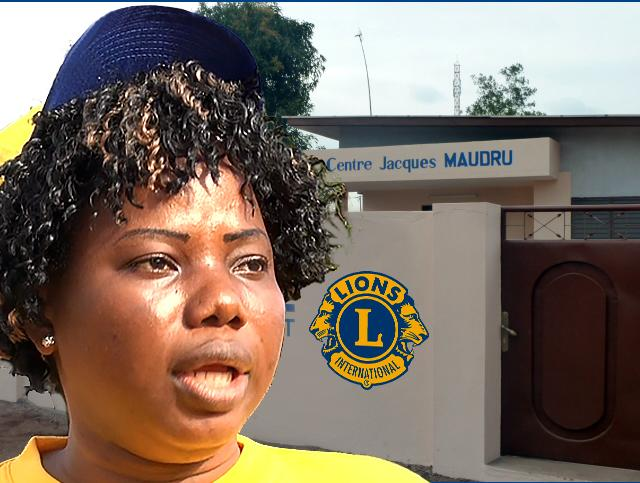 Centre Jacques MAUDRU
LIONS
L
INTERNATIONAL
T